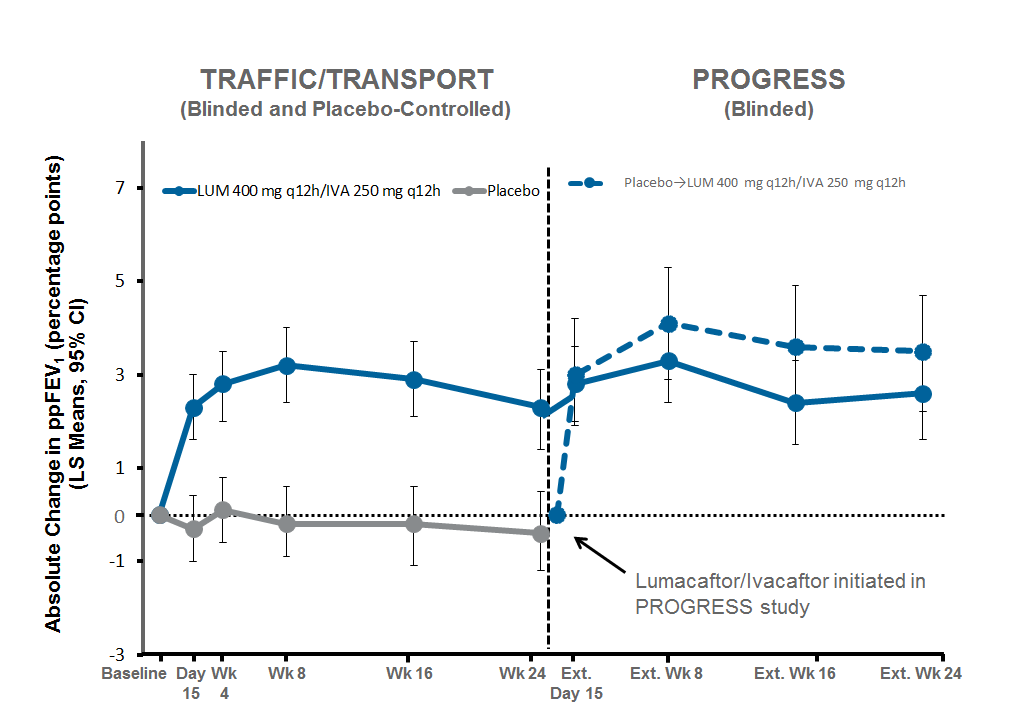 TRAFFIC/TRANSPORT
(Blinded and Placebo-Controlled)
PROGRESS
(Blinded)
LUM 400 mg q12h/IVA 250 mg q12h
Placebo
Placebo→LUM 400 mg q12h/IVA 250 mg q12h
Absolute Change in ppFEV1 (percentage points)
(LS Means, 95% CI)
7
5
3
1
0
-1
-3
Lumacaftor/Ivacaftor initiated in
PROGRESS study
Baseline
Day
15
Wk
4
Wk 8
Wk 16
Wk 24
Ext.
Day 15
Ext. Wk 8
Ext. Wk 16
Ext. Wk 24